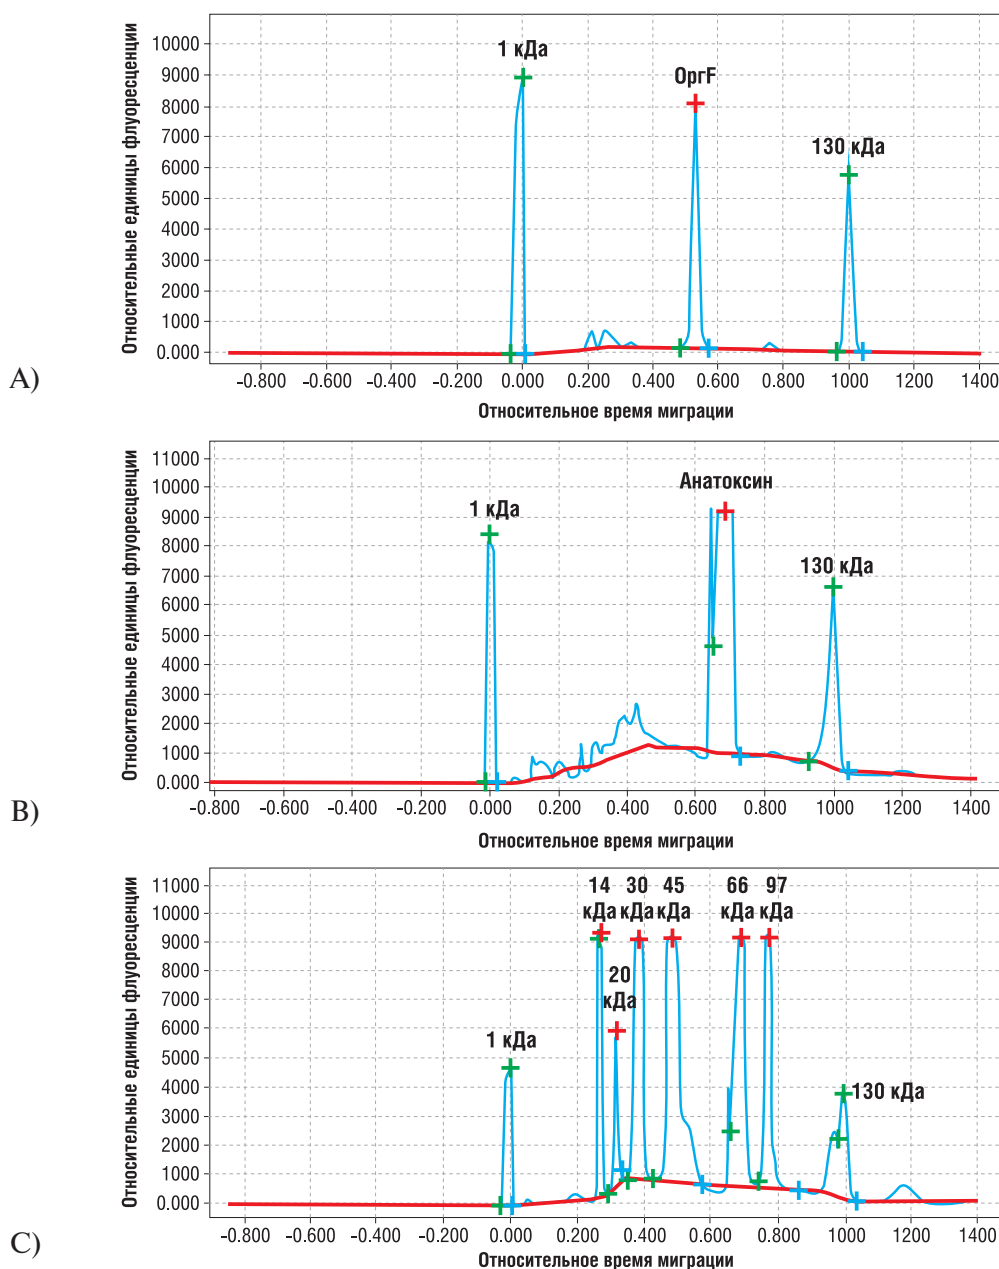 10000
9000
8000
7000
6000
5000
4000
3000
2000
1000
0.000
Относительные единицы флуоресценции
1 кДа
OprF
130 кДа
-0.800 -0.600 -0.400 -0.200 0.000 0.200 0.400 0.600 0.800 1000 1200 1400
Относительное время миграции
A)
11000
10000
9000
8000
7000
6000
5000
4000
3000
2000
1000
0.000
Относительные единицы флуоресценции
1 кДа
Анатоксин
130 кДа
-0.800 -0.600 -0.400 -0.200 0.000 0.200 0.400 0.600 0.800 1000 1200 1400
Относительное время миграции
B)
11000
10000
9000
8000
7000
6000
5000
4000
3000
2000
1000
0.000
Относительные единицы флуоресценции
14 30 45 66 97
кДа кДа кДа кДа кДа
20
кДа
1 кДа
130 кДа
-0.800 -0.600 -0.400 -0.200 0.000 0.200 0.400 0.600 0.800 1000 1200 1400
Относительное время миграции
C)